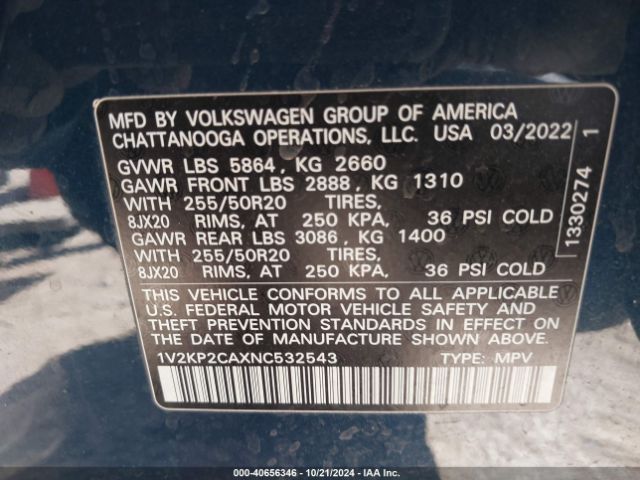 MFD BY VOLKSWAGEN GROUP OF AMERICA
CHATTANOOGA OPERATIONS, LLC. USA 03/2022
GVWR LBS 5864, KG 2660
GAWR FRONT LBS 2888, KG 1310
WITH 255/50R20 TIRES,
8JX20 RIMS, AT 250 KPA, 36 PSI COLD
GAWR REAR LBS 3086, KG 1400
WITH 255/50R20 TIRES,
8JX20 RIMS, AT 250 KPA, 36 PSI COLD
THIS VEHICLE CONFORMS TO ALL APPLICABLE
U.S. FEDERAL MOTOR VEHICLE SAFETY AND
THEFT PREVENTION STANDARDS IN EFFECT ON
THE DATE OF MANUFACTURE SHOWN ABOVE.
1V2KP2CAXNC532543 TYPE: MPV
1330274 1
000-40656346 - 10/21/2024 - IAA Inc.